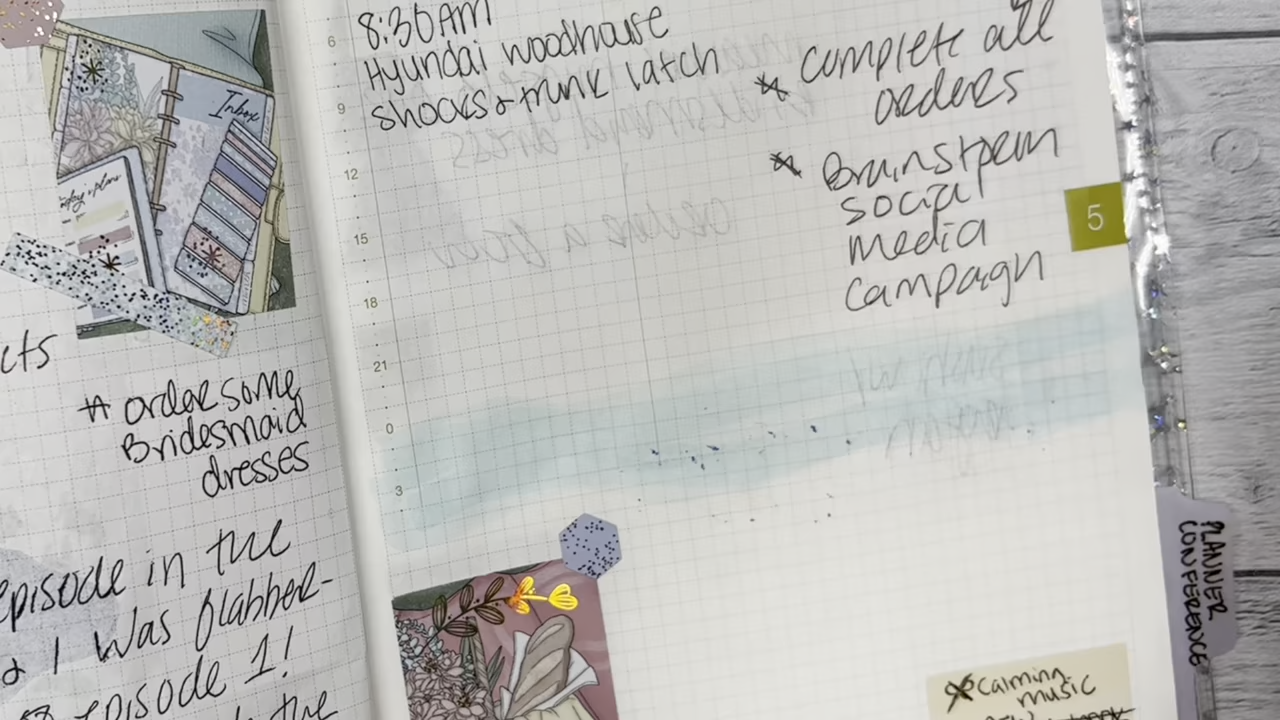 Inbox
cts
# order some
Bridesmaid
dresses
episode in the
& I was flabber-
episode 1!
the
6
9
12
15
18
21
0
3
8:30AM
Hyundai woodhouse
shocks & trunk latch
* complete all
orders
* Brainstorm
social
media
campaign
5
PLANNER
CONFERENCE
calming
music